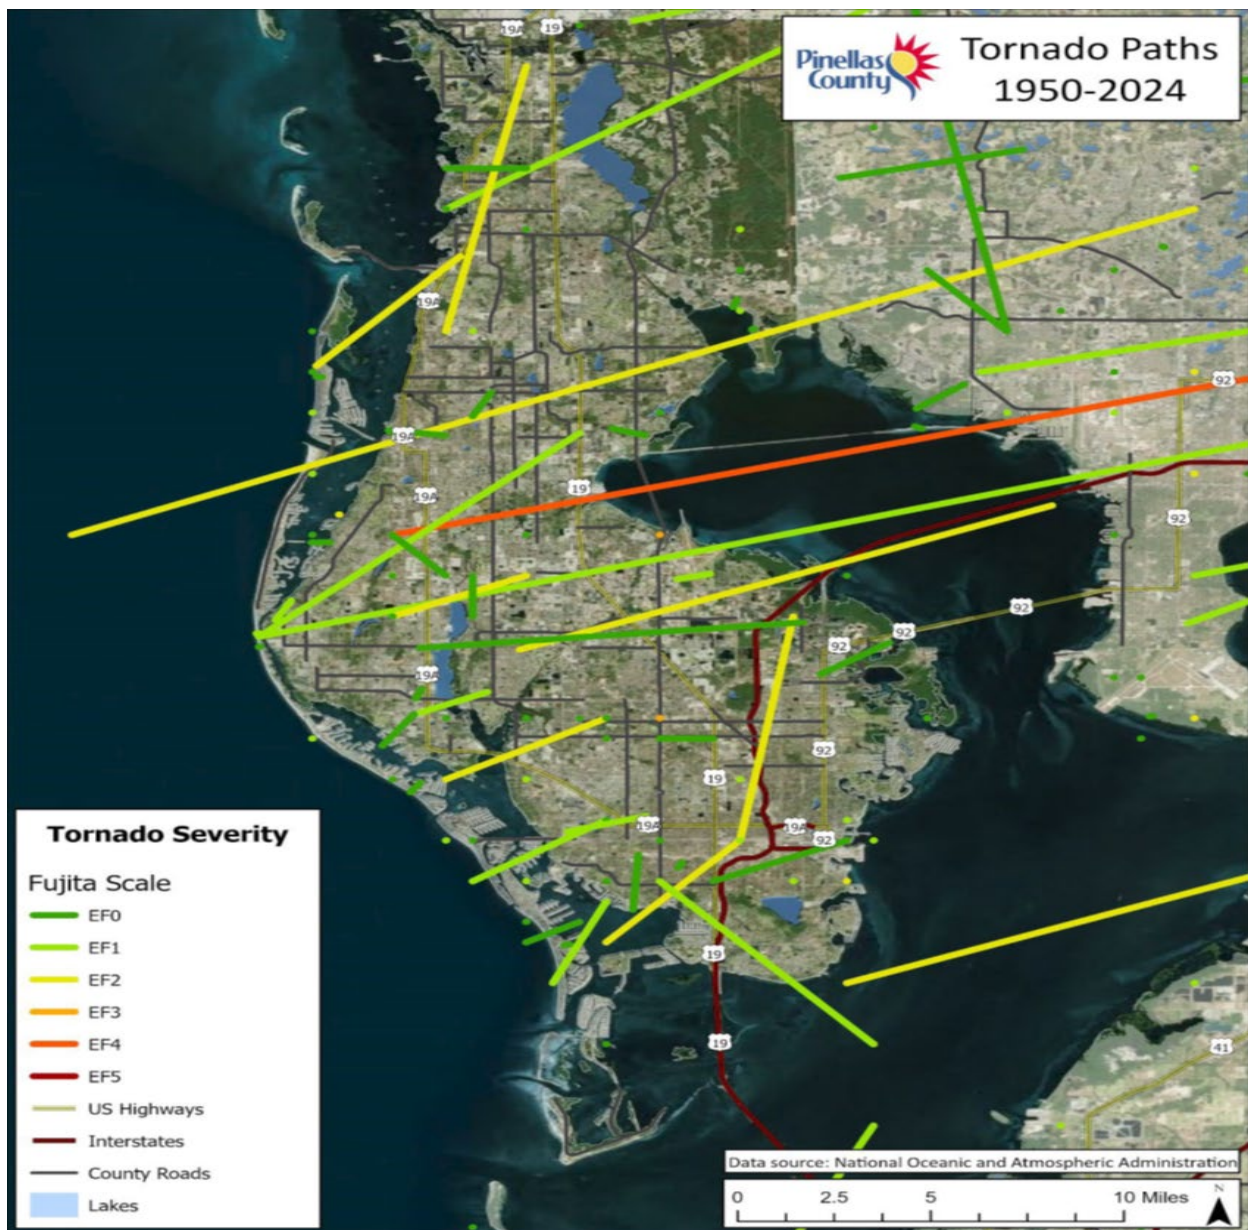 19A
19
Pinellas
County
Tornado Paths
1950-2024
19A
92
19A
19A
19
92
92
92
92
19A
92
19
19A
19A
92
Tornado Severity
Fujita Scale
EF0
EF1
EF2
EF3
EF4
EF5
US Highways
Interstates
County Roads
Lakes
19
19
41
Data source: National Oceanic and Atmospheric Administration
0 2.5 5 10 Miles
N